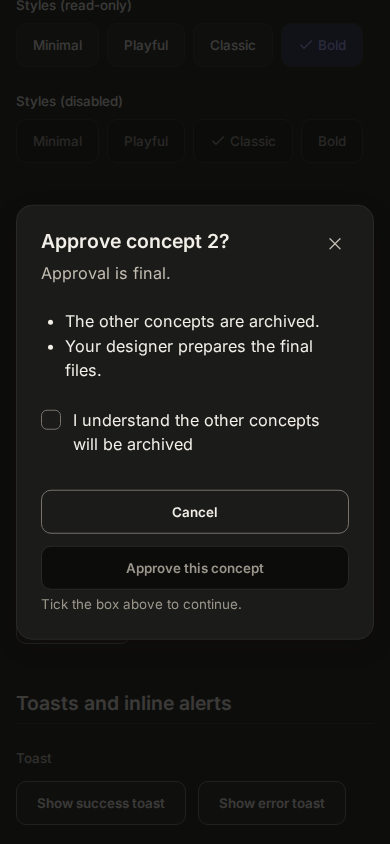 Styles (read-only)
Minimal
Playful
Classic
Bold
Styles (disabled)
Minimal
Playful
Classic
Bold
Approve concept 2?
Approval is final.
• The other concepts are archived.
• Your designer prepares the final
files.
I understand the other concepts
will be archived
Cancel
Approve this concept
Tick the box above to continue.
Toasts and inline alerts
Toast
Show success toast
Show error toast